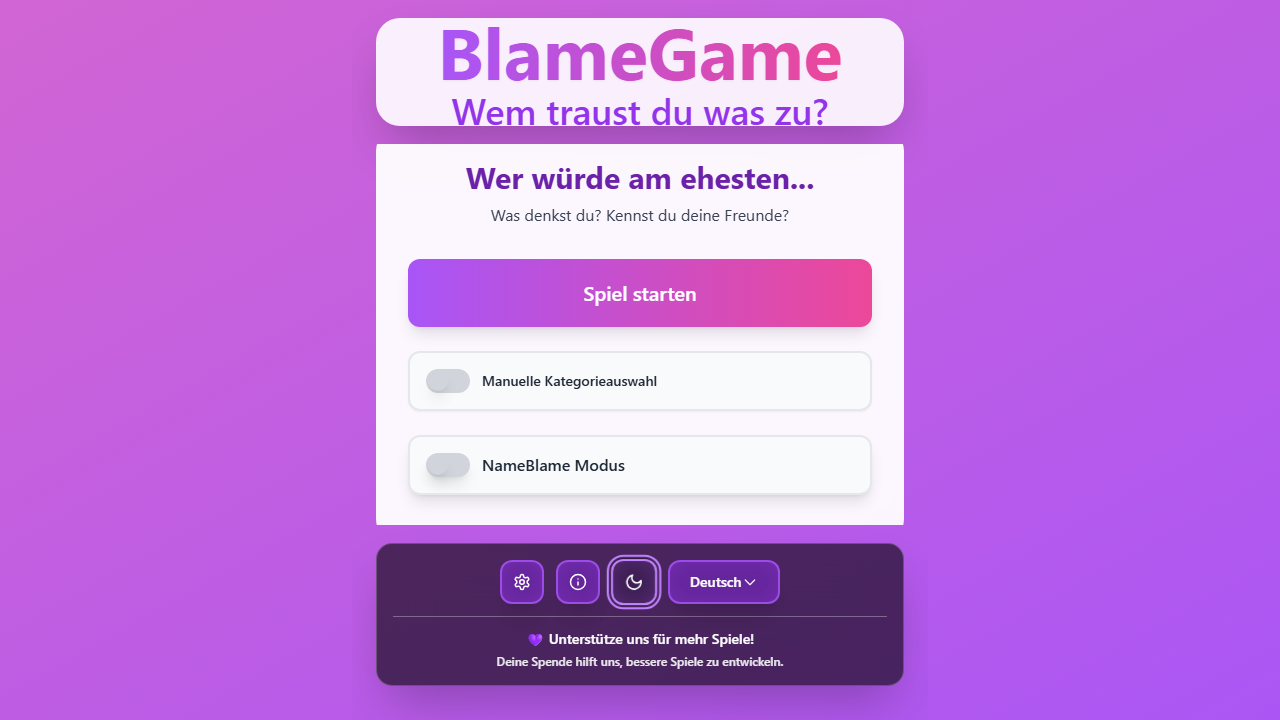 BlameGame
Wem traust du was zu?
Wer würde am ehesten...
Was denkst du? Kennst du deine Freunde?
Spiel starten
Manuelle Kategorieauswahl
NameBlame Modus
Deutsch
💜 Unterstütze uns für mehr Spiele!
Deine Spende hilft uns, bessere Spiele zu entwickeln.